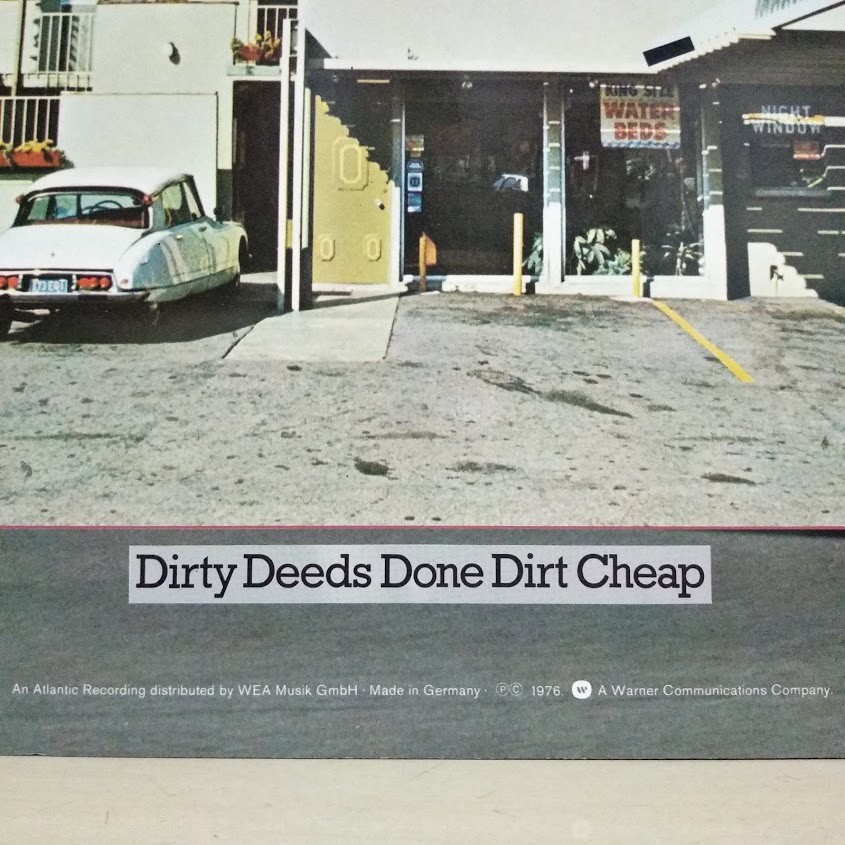 KING SIZE
WATER
BEDS
NIGHT
WINDOW
Dirty Deeds Done Dirt Cheap
An Atlantic Recording distributed by WEA Musik GmbH · Made in Germany · ℗© 1976. W A Warner Communications Company.